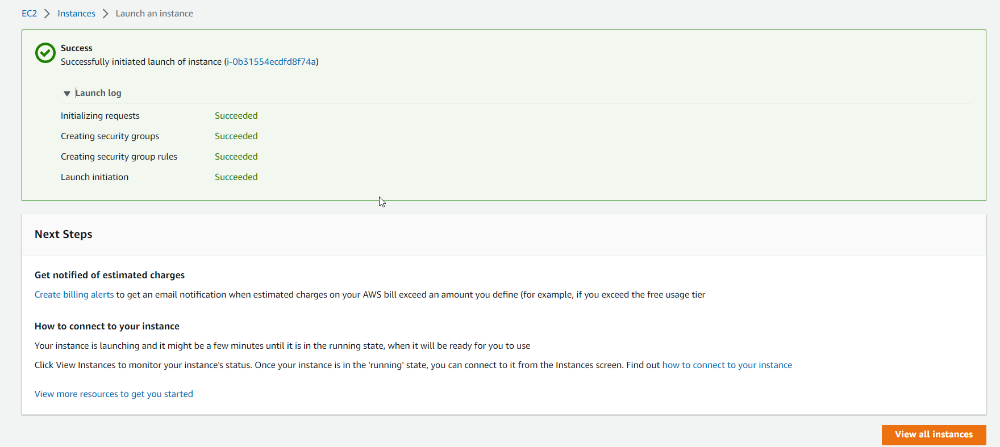 EC2 > Instances > Launch an instance
Success
Successfully initiated launch of instance (i-0b31554ecdfd8f74a)
Launch log
Initializing requests Succeeded
Creating security groups Succeeded
Creating security group rules Succeeded
Launch initiation Succeeded
Next Steps
Get notified of estimated charges
Create billing alerts to get an email notification when estimated charges on your AWS bill exceed an amount you define (for example, if you exceed the free usage tier
How to connect to your instance
Your instance is launching and it might be a few minutes until it is in the running state, when it will be ready for you to use
Click View Instances to monitor your instance's status. Once your instance is in the 'running' state, you can connect to it from the Instances screen. Find out how to connect to your instance
View more resources to get you started
View all instances